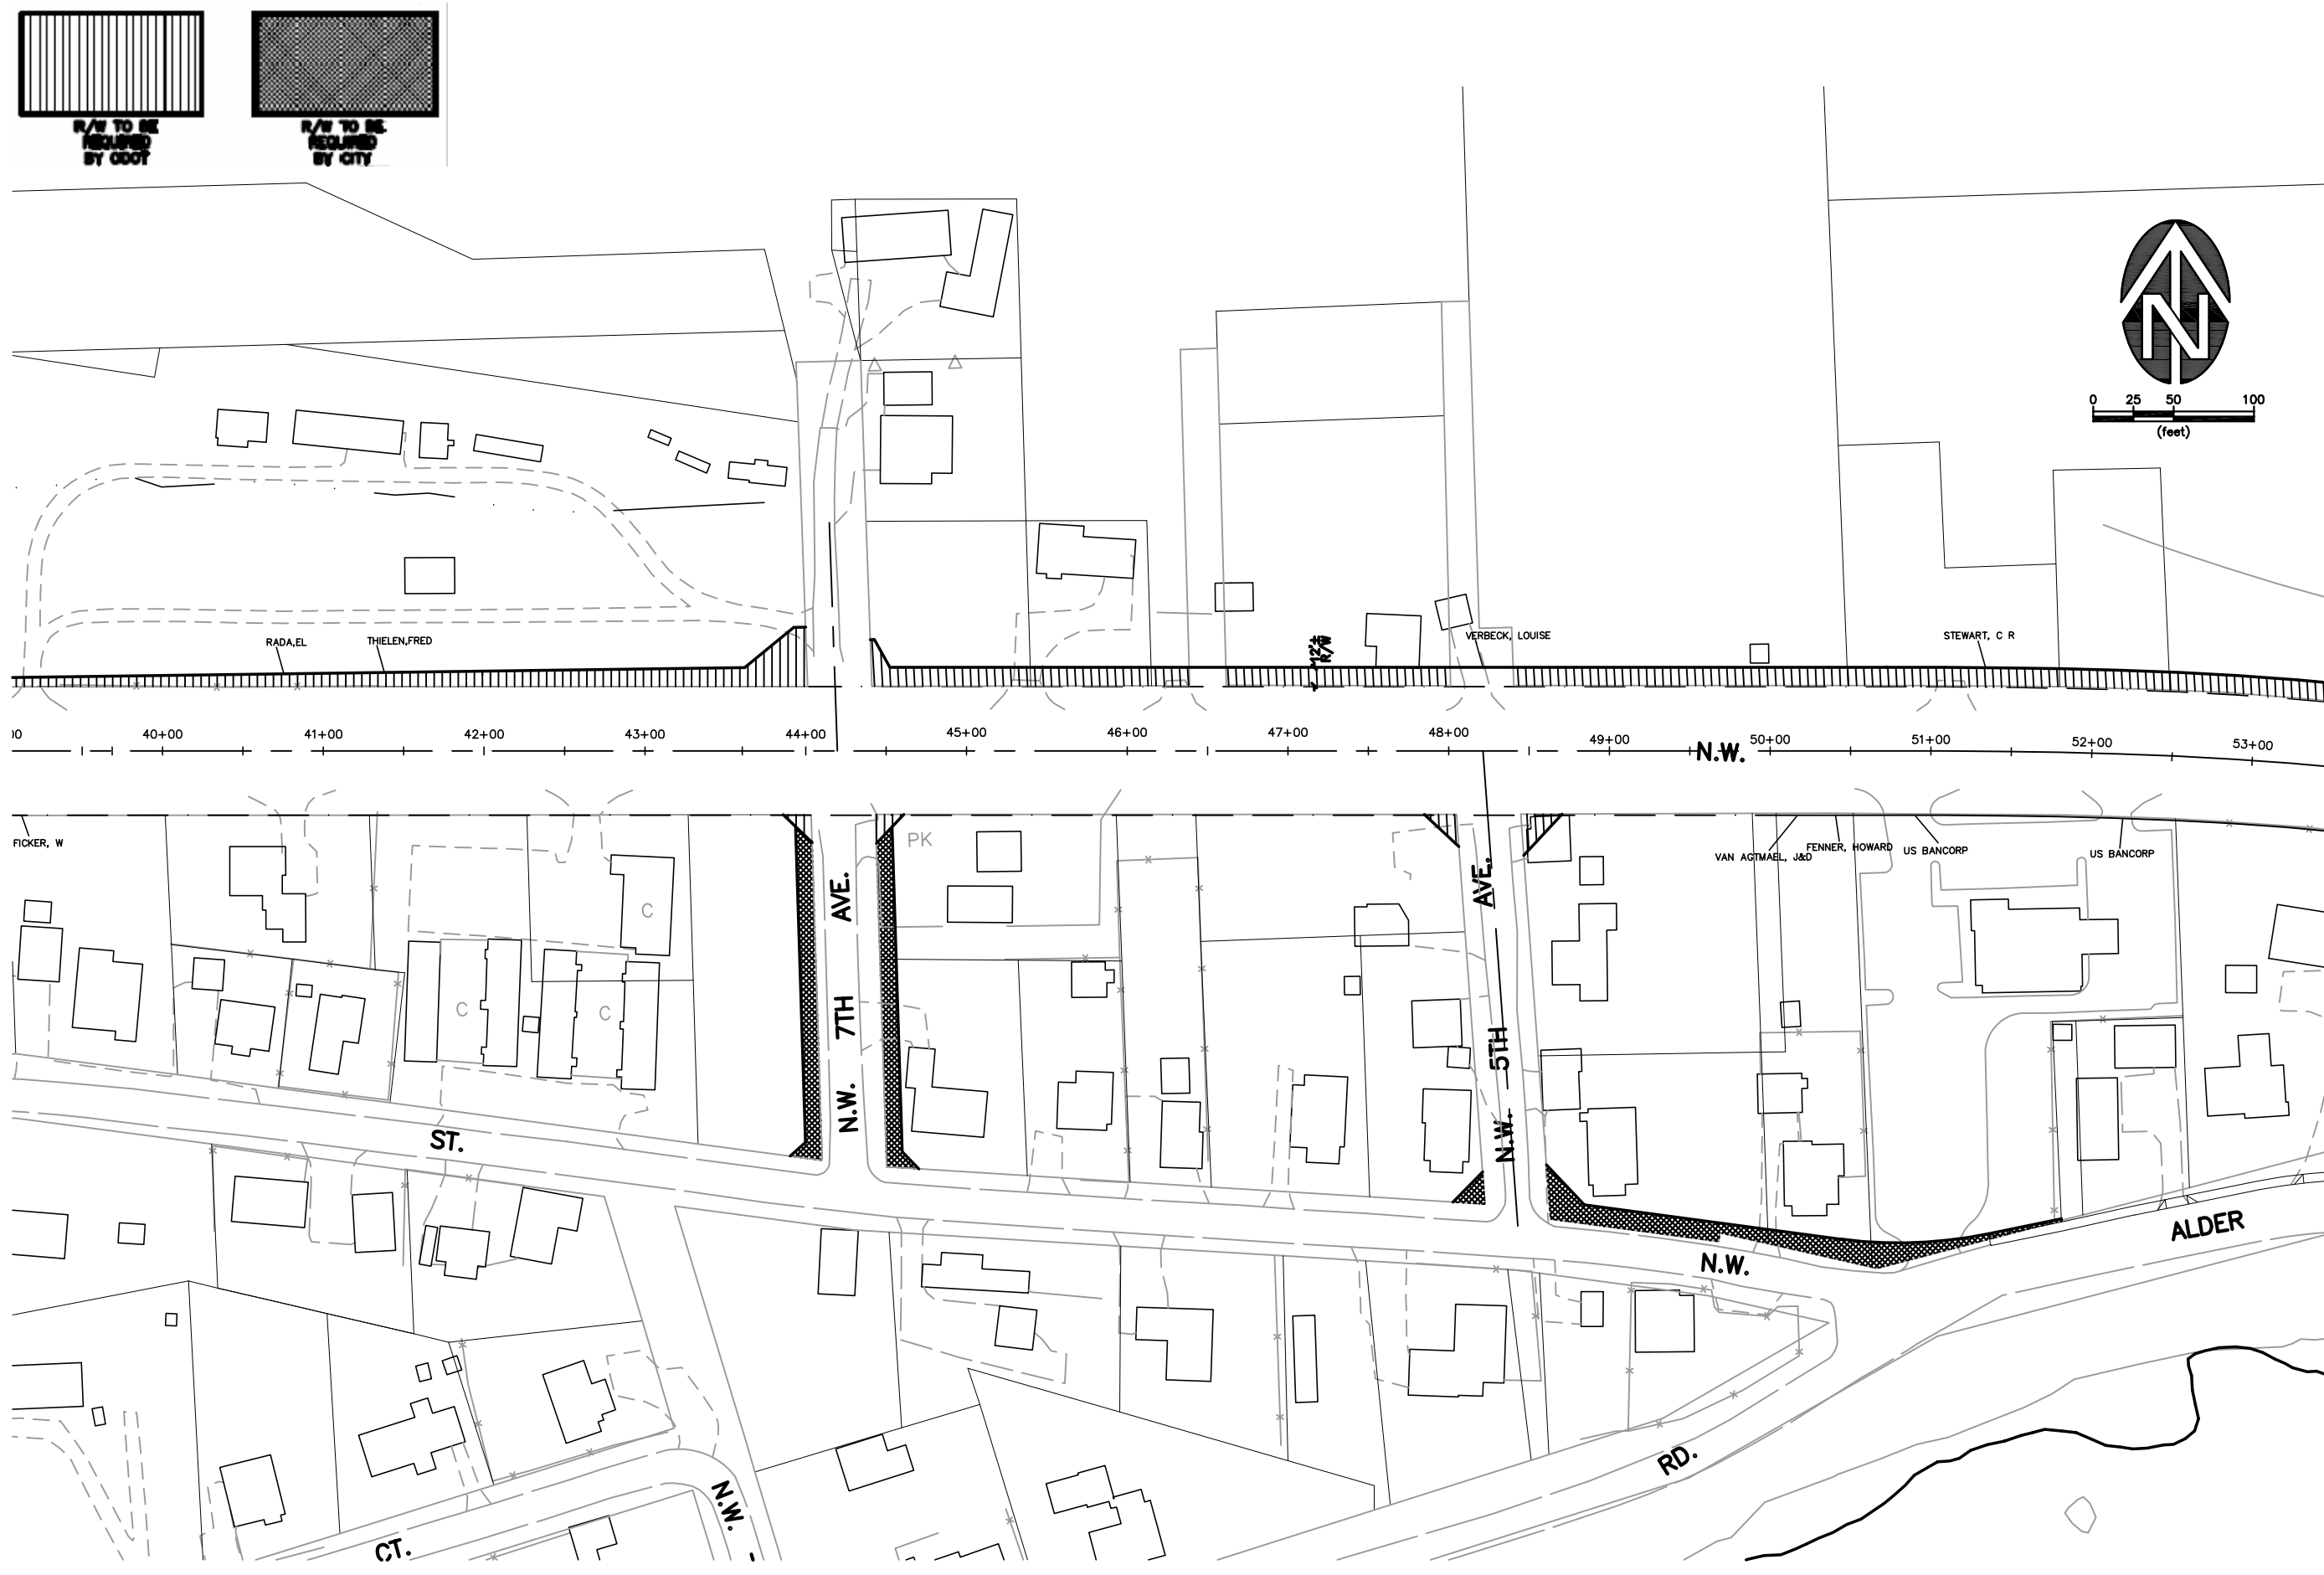 R/W TO BE
REQUIRED
BY ODOT
R/W TO BE
REQUIRED
BY CITY
N
0 25 50 100
(feet)
RADA,EL
THIELEN,FRED
12'±
R/W
VERBECK, LOUISE
STEWART, C R
00 40+00 41+00 42+00 43+00 44+00 45+00 46+00 47+00 48+00 49+00 50+00 51+00 52+00 53+00
N.W.
FICKER, W
PK
VAN AGTMAEL, J&D
FENNER, HOWARD
US BANCORP
US BANCORP
C
C
C
N.W. 7TH AVE.
N.W. 5TH AVE.
ST.
N.W.
ALDER
RD.
N.W.
CT.